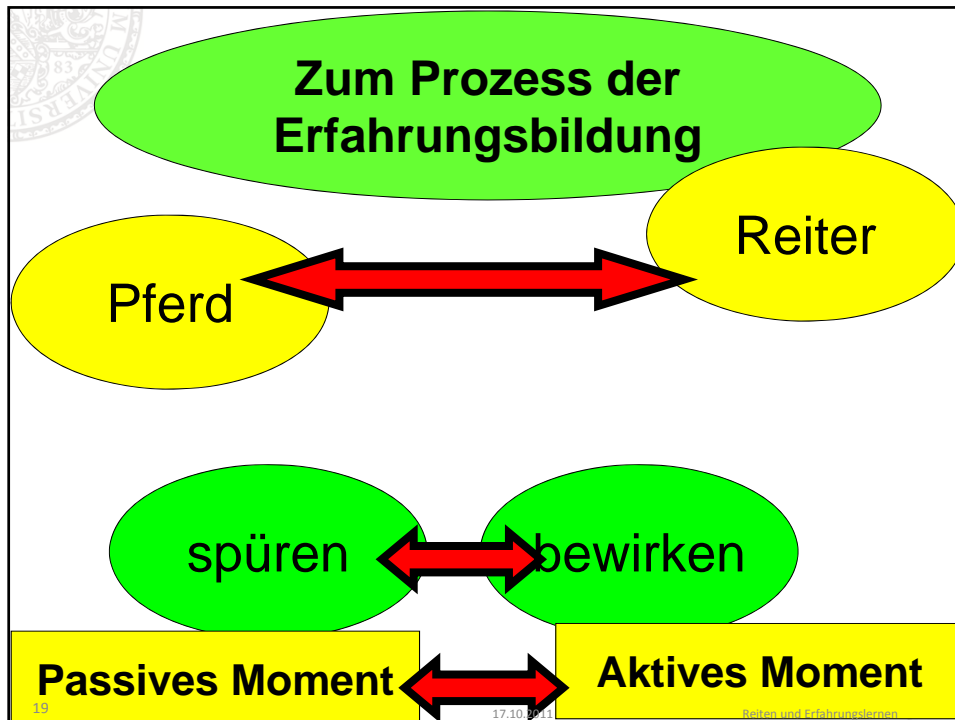 Zum Prozess der
Erfahrungsbildung
Reiter
Pferd
spüren
bewirken
Passives Moment
Aktives Moment
19
17.10.2011
Reiten und Erfahrungslernen